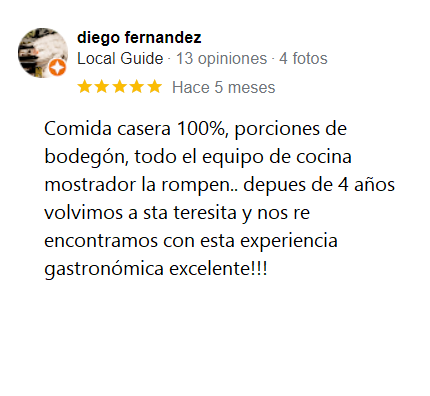 diego fernandez
Local Guide · 13 opiniones · 4 fotos
Hace 5 meses
Comida casera 100%, porciones de
bodegón, todo el equipo de cocina
mostrador la rompen.. depues de 4 años
volvimos a sta teresita y nos re
encontramos con esta experiencia
gastronómica excelente!!!